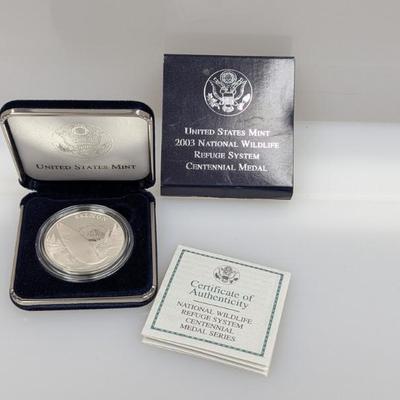 UNITED STATES MINT
SALMON
UNITED STATES MINT
2003 NATIONAL WILDLIFE
REFUGE SYSTEM
CENTENNIAL MEDAL
Certificate of
Authenticity
NATIONAL WILDLIFE
REFUGE SYSTEM
CENTENNIAL
MEDAL SERIES